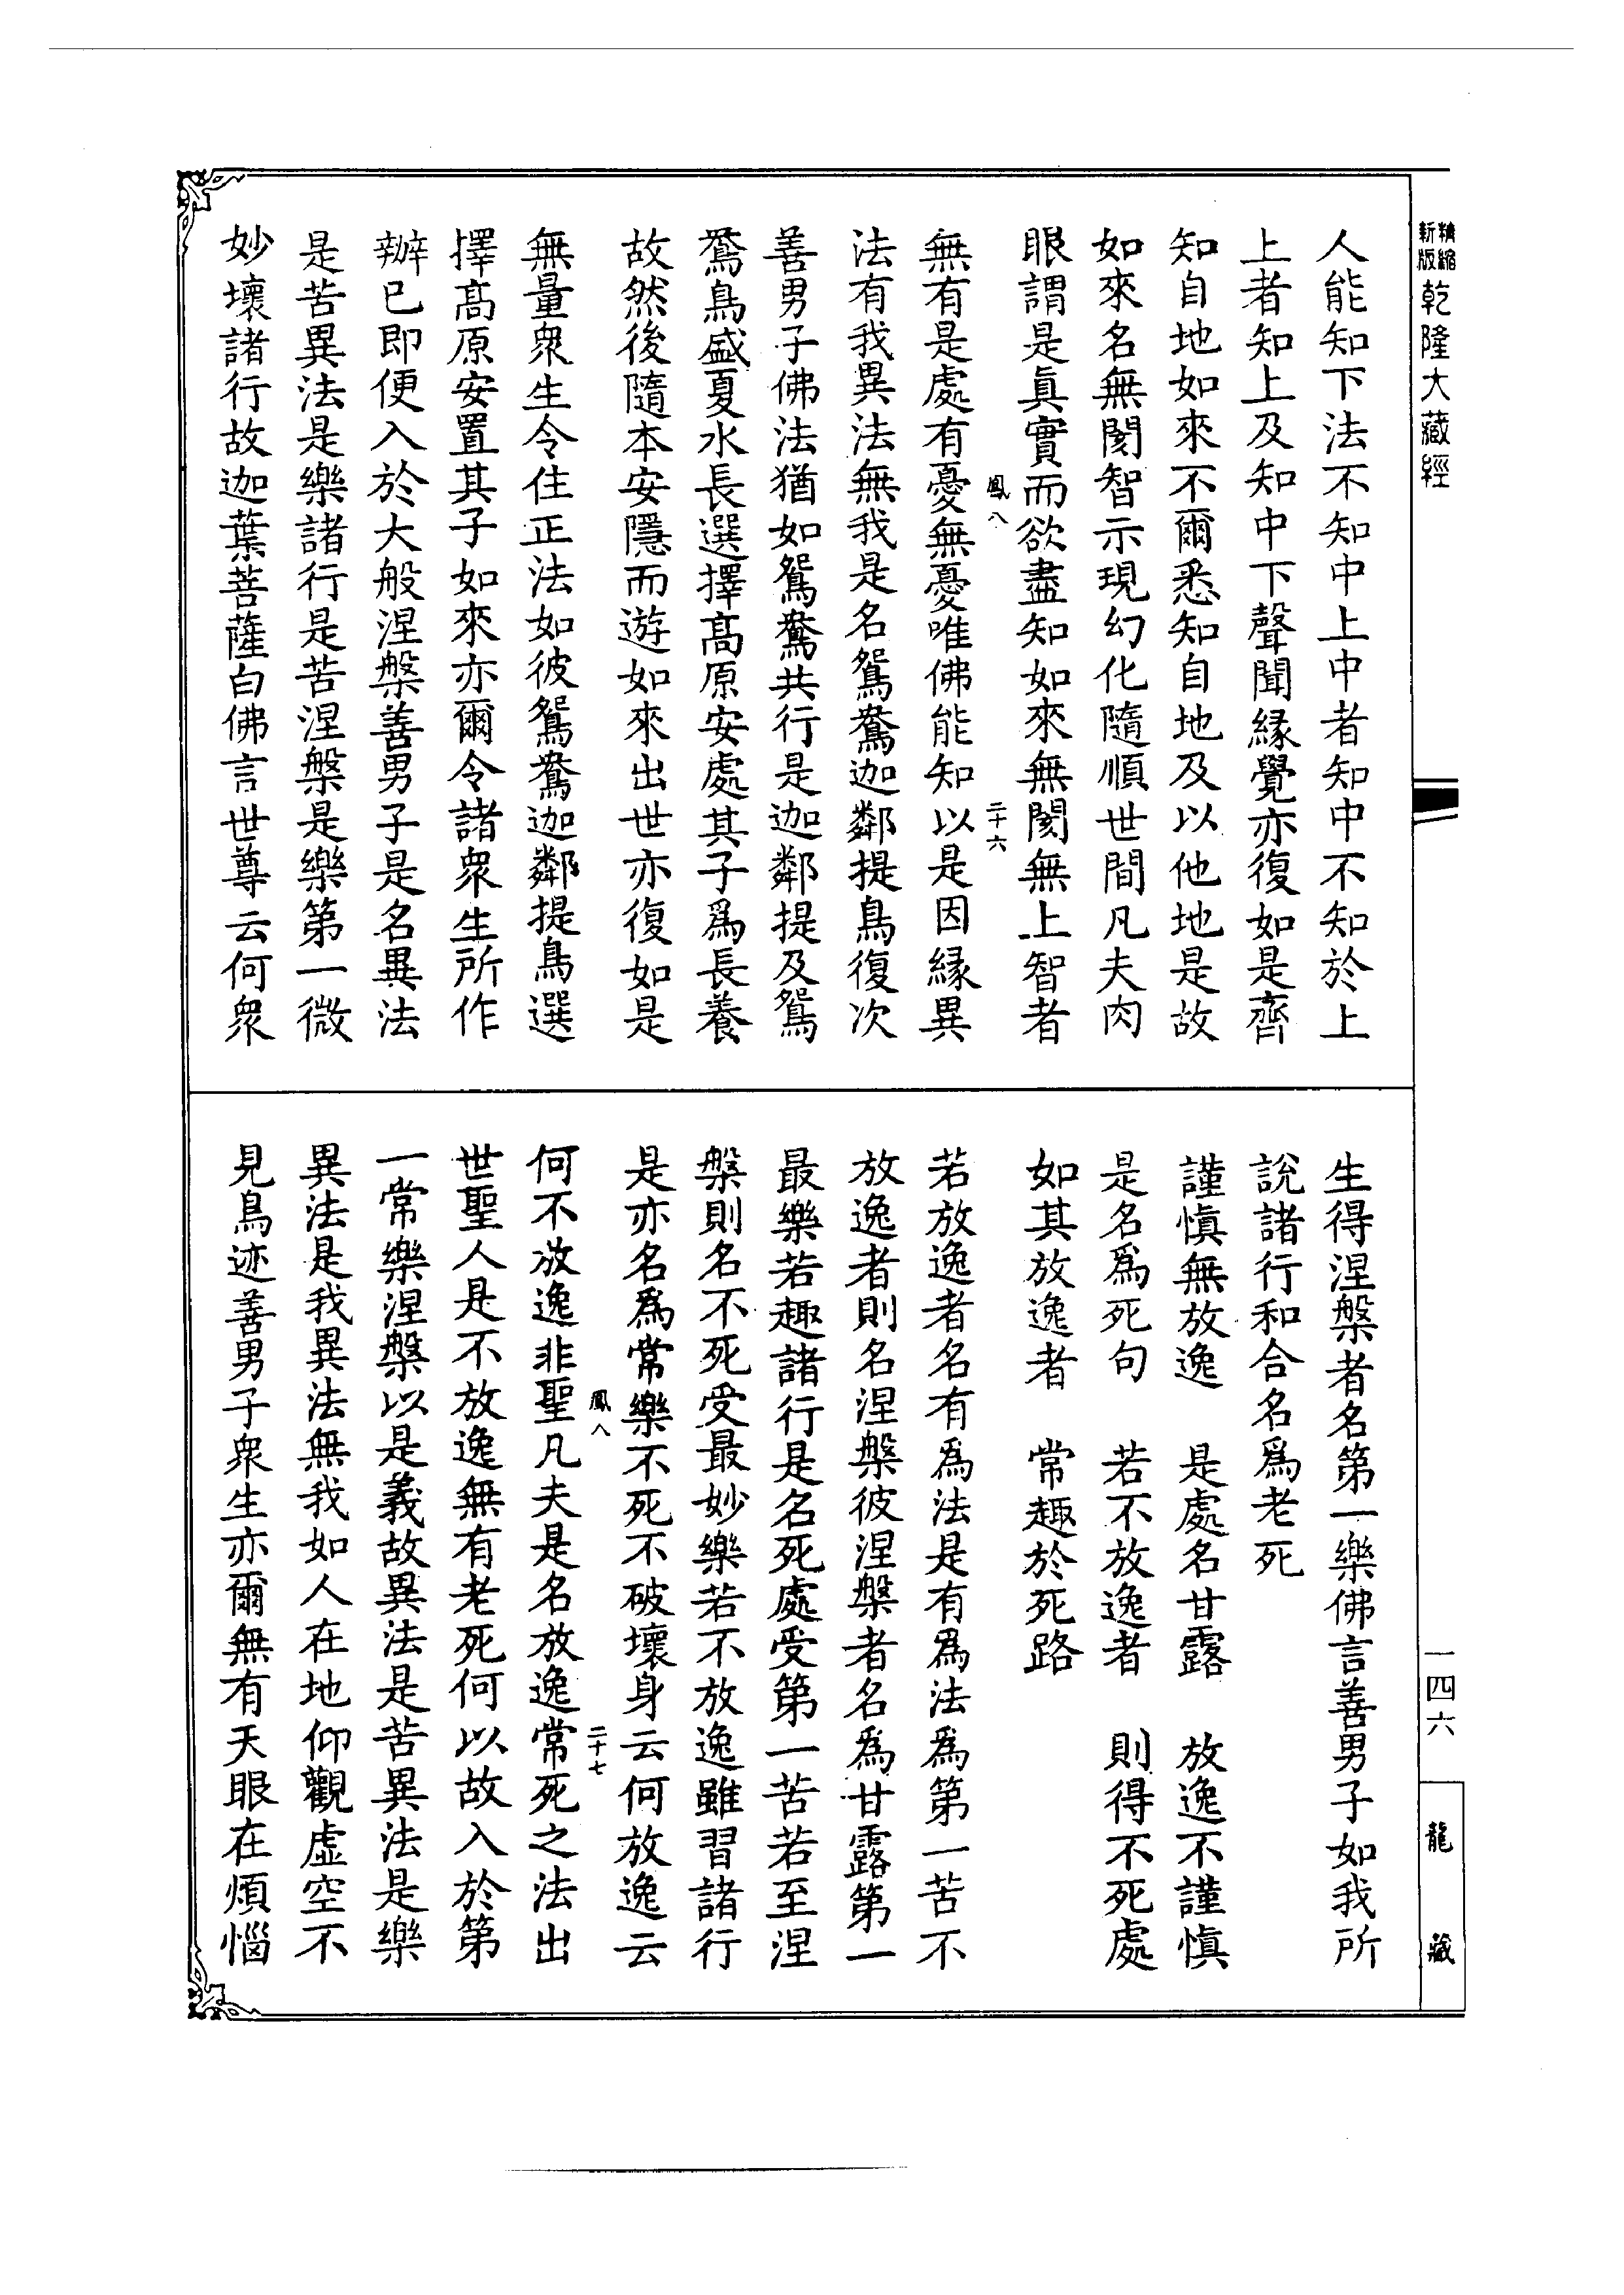 精縮新版乾隆大藏經
人能知下法不知中上中者知中不知於上
上者知上及知中下聲聞緣覺亦復如是齊
知自地如來不爾悉知自地及以他地是故
如來名無閡智示現幻化隨順世間凡夫肉
眼謂是真實而欲盡知如來無閡無上智者
鳳八 二十六
無有是處有憂無憂唯佛能知以是因緣異
法有我異法無我是名鴛鴦迦鄰提鳥復次
善男子佛法猶如鴛鴦共行是迦鄰提及鴛
鴦鳥盛夏水長選擇高原安處其子為長養
故然後隨本安隱而遊如來出世亦復如是
無量眾生令住正法如彼鴛鴦迦鄰提鳥選
擇高原安置其子如來亦爾令諸眾生所作
辦已即便入於大般涅槃善男子是名異法
是苦異法是樂諸行是苦涅槃是樂第一微
妙壞諸行故迦葉菩薩白佛言世尊云何眾
生得涅槃者名第一樂佛言善男子如我所
說諸行和合名為老死
謹慎無放逸 是處名甘露 放逸不謹慎
是名為死句 若不放逸者 則得不死處
如其放逸者 常趣於死路
若放逸者名有為法是有為法為第一苦不
放逸者則名涅槃彼涅槃者名為甘露第一
最樂若趣諸行是名死處受第一苦若至涅
槃則名不死受最妙樂若不放逸雖習諸行
是亦名為常樂不死不破壞身云何放逸云
鳳八 二十七
何不放逸非聖凡夫是名放逸常死之法出
世聖人是不放逸無有老死何以故入於第
一常樂涅槃以是義故異法是苦異法是樂
異法是我異法無我如人在地仰觀虛空不
見鳥迹善男子眾生亦爾無有天眼在煩惱
一四六
龍藏